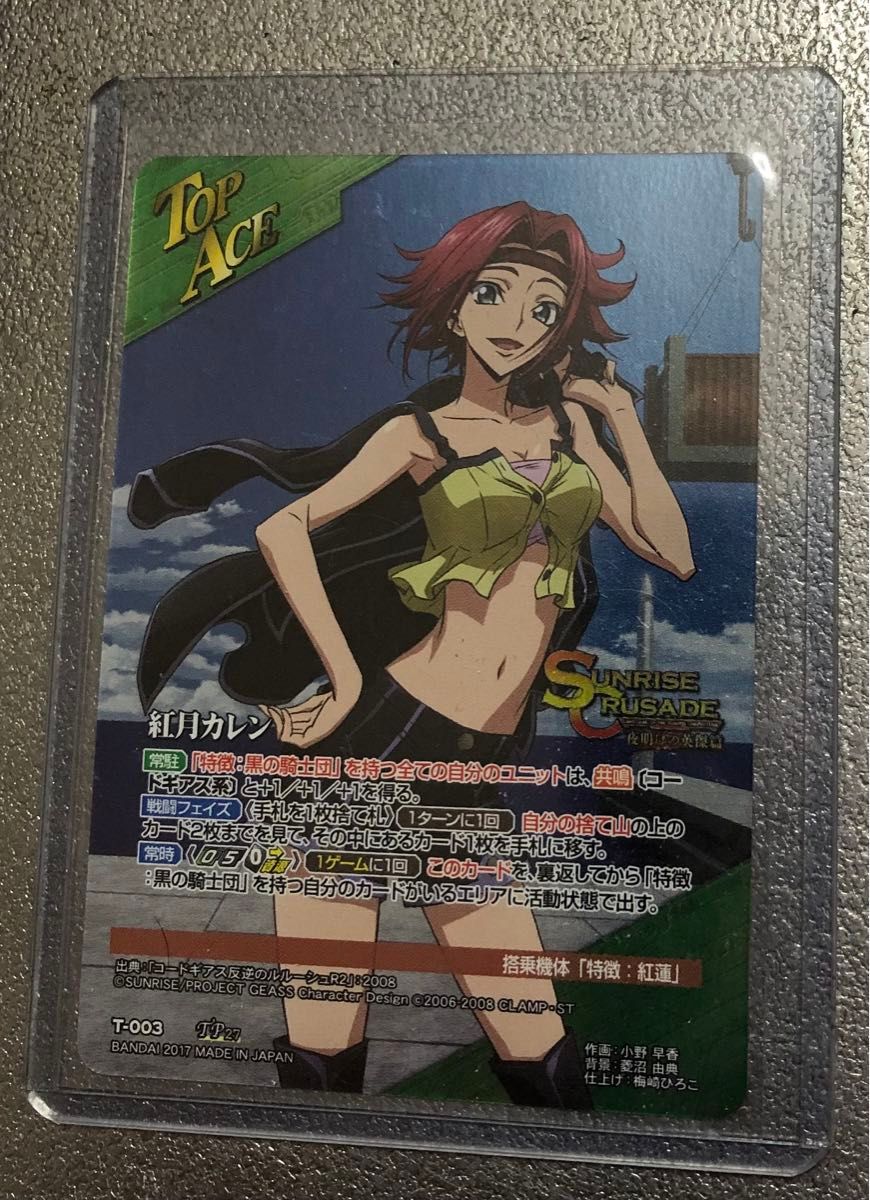 TOP
ACE
SUNRISE
CRUSADE
夜明けの英傑篇
紅月カレン
常駐 「特徴：黒の騎士団」を持つ全ての自分のユニットは、共鳴〔コー
ドギアス系〕と+1/+1/+1を得る。
戦闘フェイズ 《手札を1枚捨て札》 1ターンに1回 自分の捨て山の上の
カード2枚までを見て、その中にあるカード1枚を手札に移す。
常時 《0G0⇨資源》 1ゲームに1回 このカードを、裏返してから「特徴
：黒の騎士団」を持つ自分のカードがいるエリアに活動状態で出す。
搭乗機体「特徴：紅蓮」
出典：「コードギアス反逆のルルーシュR2」：2008
©SUNRISE/PROJECT GEASS Character Design ©2006-2008 CLAMP・ST
T-003 TP 27
BANDAI 2017 MADE IN JAPAN
作画：小野 早香
背景：菱沼 由典
仕上げ：梅崎ひろこ